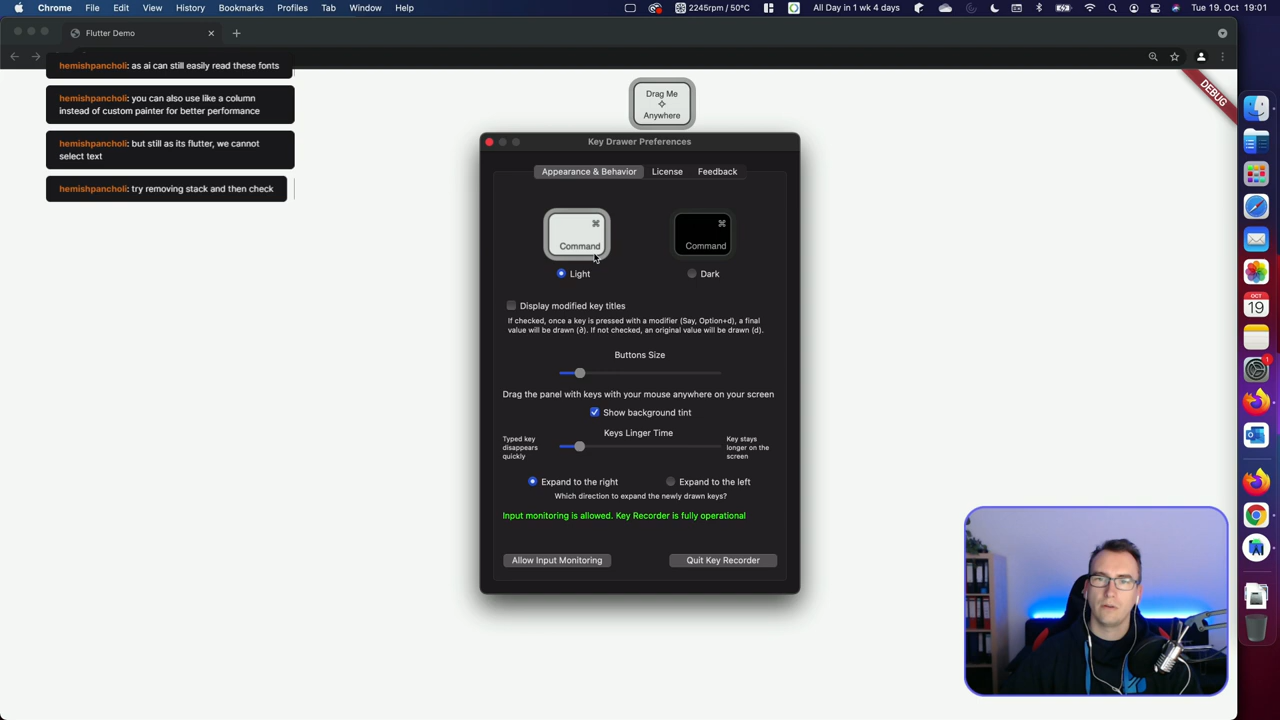 Chrome File Edit View History Bookmarks Profiles Tab Window Help 2245rpm / 50°C All Day in 1 wk 4 days Tue 19. Oct 19:01
Flutter Demo
hemishpancholi: as ai can still easily read these fonts
hemishpancholi: you can also use like a column
instead of custom painter for better performance
hemishpancholi: but still as its flutter, we cannot
select text
hemishpancholi: try removing stack and then check
DEBUG
Drag Me
Anywhere
Key Drawer Preferences
Appearance & Behavior License Feedback
⌘ ⌘
Command Command
Light Dark
Display modified key titles
If checked, once a key is pressed with a modifier (Say, Option+d), a final
value will be drawn (∂). If not checked, an original value will be drawn (d).
Buttons Size
Drag the panel with keys with your mouse anywhere on your screen
Show background tint
Keys Linger Time
Typed key
disappears
quickly
Key stays
longer on the
screen
Expand to the right Expand to the left
Which direction to expand the newly drawn keys?
Input monitoring is allowed. Key Recorder is fully operational
Allow Input Monitoring Quit Key Recorder
OCT
19
1